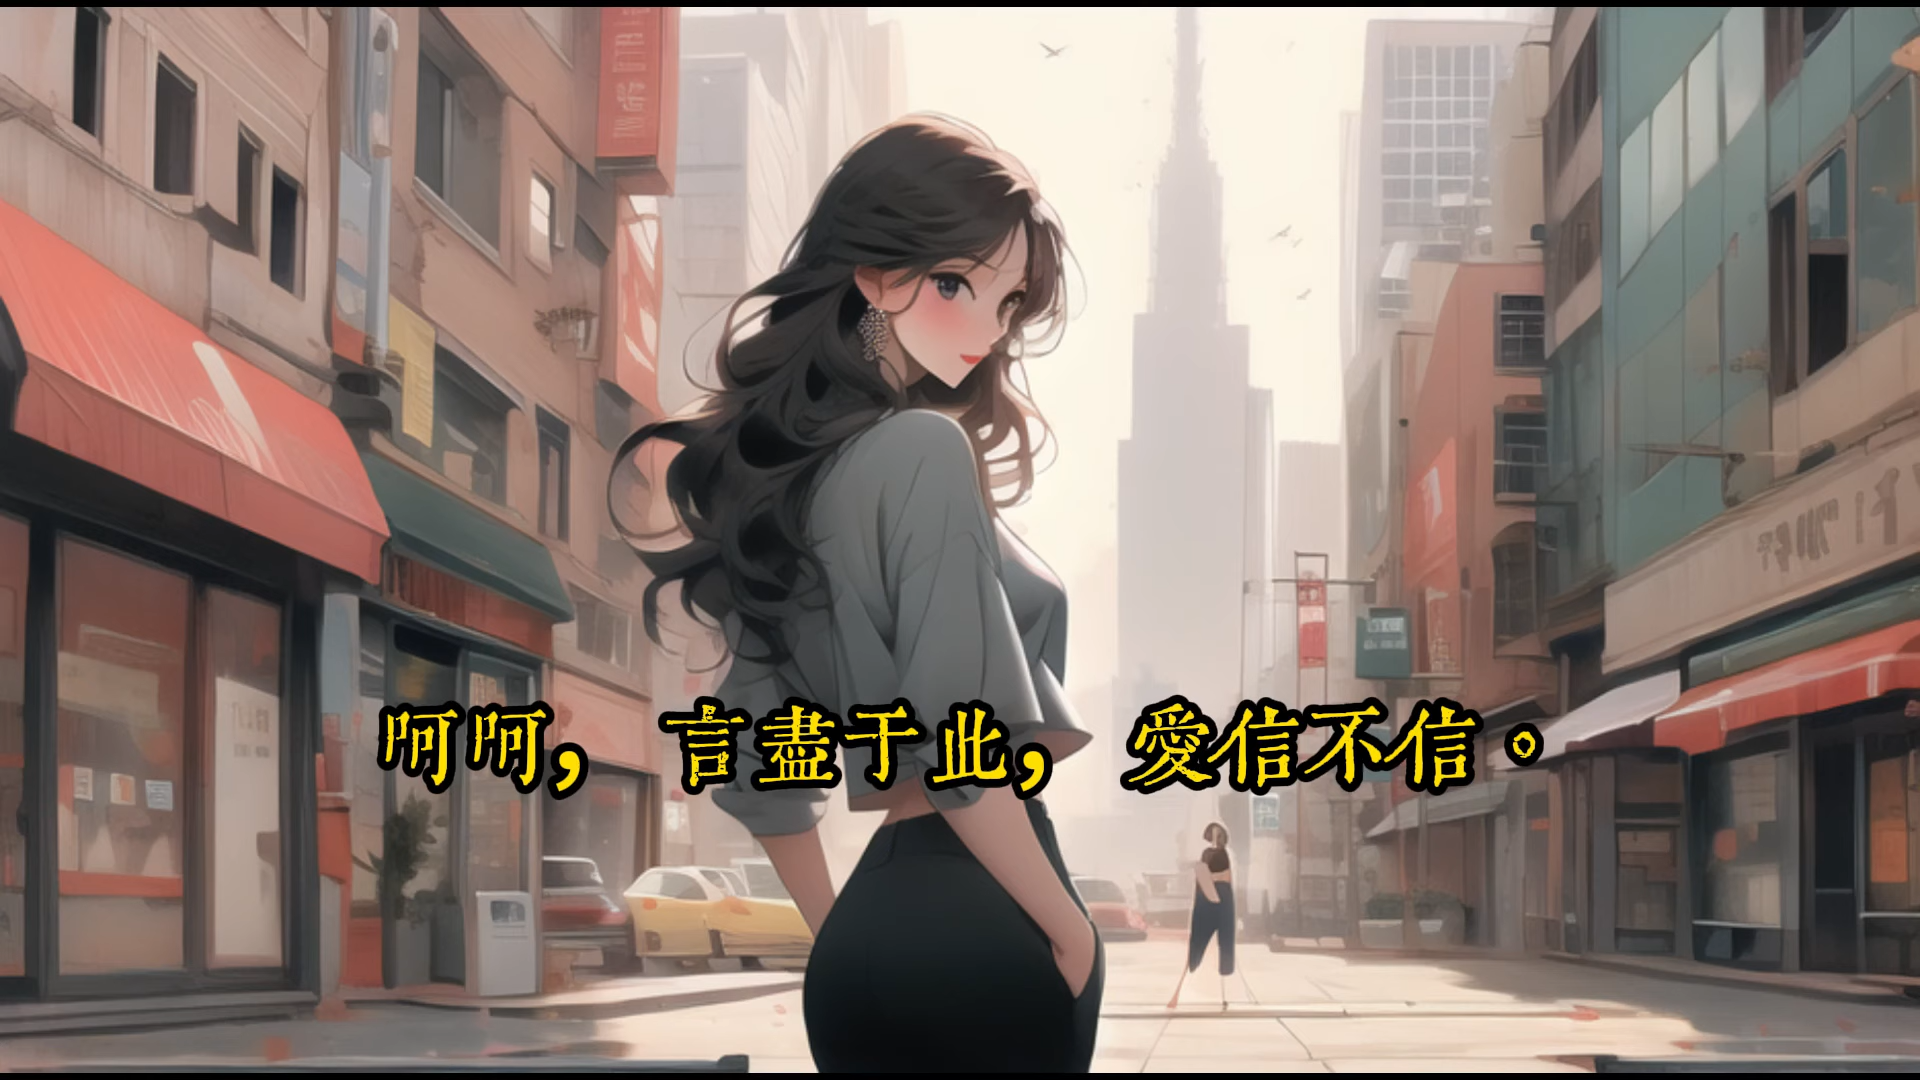 呵呵, 言盡于此, 愛信不信。